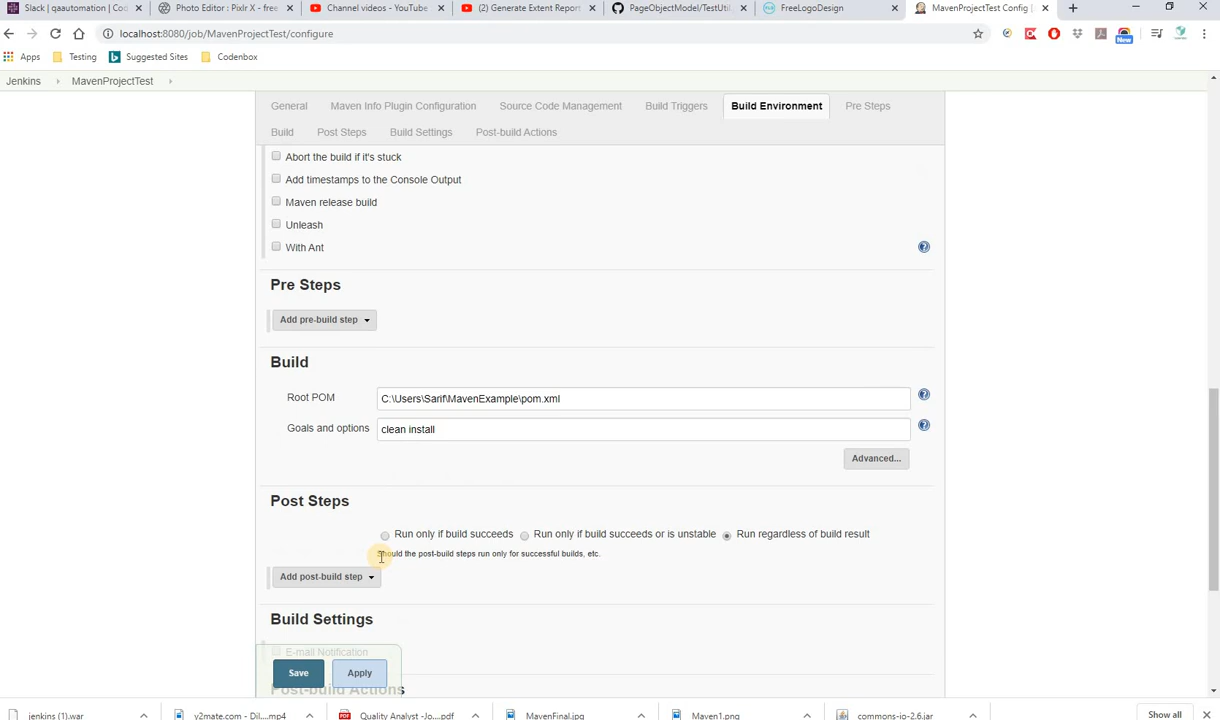 Slack | qaautomation | Cod
Photo Editor : Pixlr X - free
Channel videos - YouTube
(2) Generate Extent Report
PageObjectModel/TestUtil
FreeLogoDesign
MavenProjectTest Config [
localhost:8080/job/MavenProjectTest/configure
New
Apps
Testing
Suggested Sites
Codenbox
Jenkins
MavenProjectTest
General
Maven Info Plugin Configuration
Source Code Management
Build Triggers
Build Environment
Pre Steps
Build
Post Steps
Build Settings
Post-build Actions
Abort the build if it's stuck
Add timestamps to the Console Output
Maven release build
Unleash
With Ant
Pre Steps
Add pre-build step
Build
Root POM
C:\Users\Sarif\MavenExample\pom.xml
Goals and options
clean install
Advanced...
Post Steps
Run only if build succeeds
Run only if build succeeds or is unstable
Run regardless of build result
Should the post-build steps run only for successful builds, etc.
Add post-build step
Build Settings
E-mail Notification
Save
Apply
Post-build Actions
jenkins (1).war
y2mate.com - Dil....mp4
Quality Analyst -Jo....pdf
MavenFinal.jpg
Maven1.png
commons-io-2.6.jar
Show all